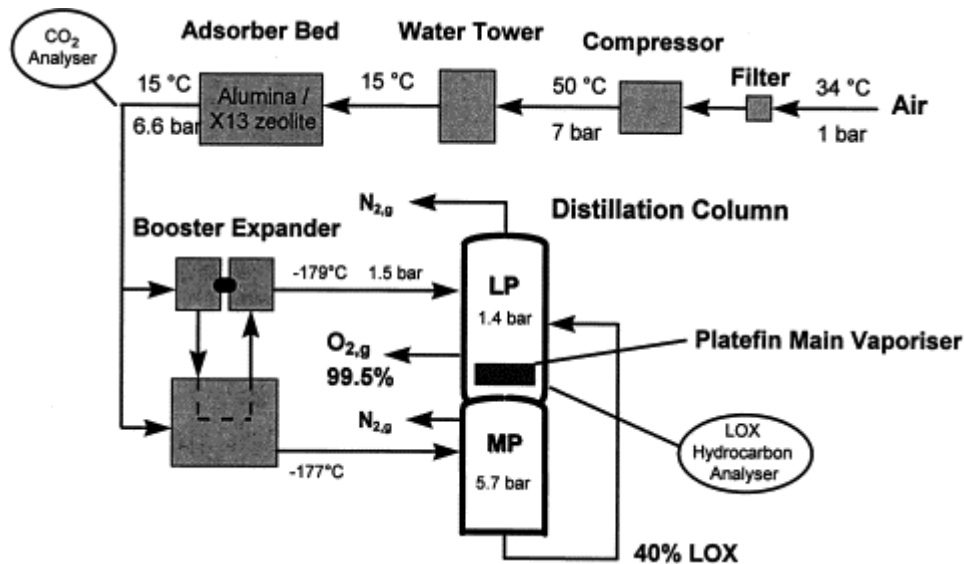 CO2
Analyser
Adsorber Bed
Water Tower
Compressor
Filter
15 °C
Alumina /
X13 zeolite
6.6 bar
15 °C
50 °C
7 bar
34 °C
Air
1 bar
N2,g
Distillation Column
Booster Expander
-179°C 1.5 bar
LP
1.4 bar
O2,g
99.5%
Platefin Main Vaporiser
N2,g
MP
5.7 bar
-177°C
LOX
Hydrocarbon
Analyser
40% LOX